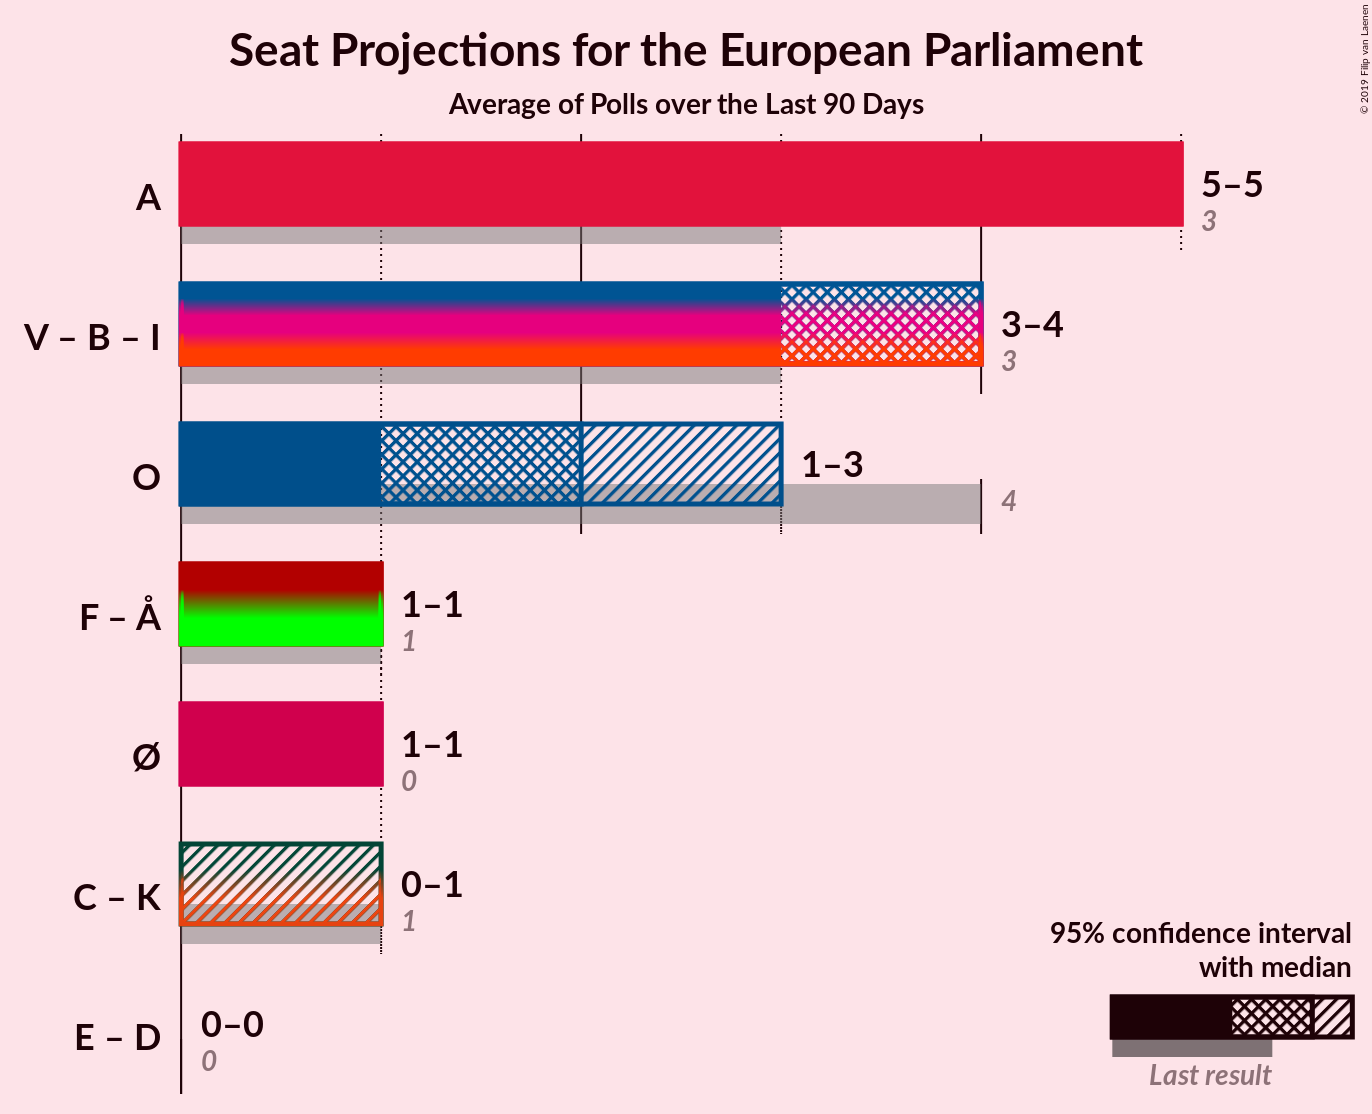 Seat Projections for the European Parliament
Average of Polls over the Last 90 Days
© 2019 Filip van Laenen
A
5–5
3
V – B – I
3–4
3
O
1–3
4
F – Å
1–1
1
Ø
1–1
0
C – K
0–1
1
E – D
0–0
0
95% confidence interval
with median
Last result